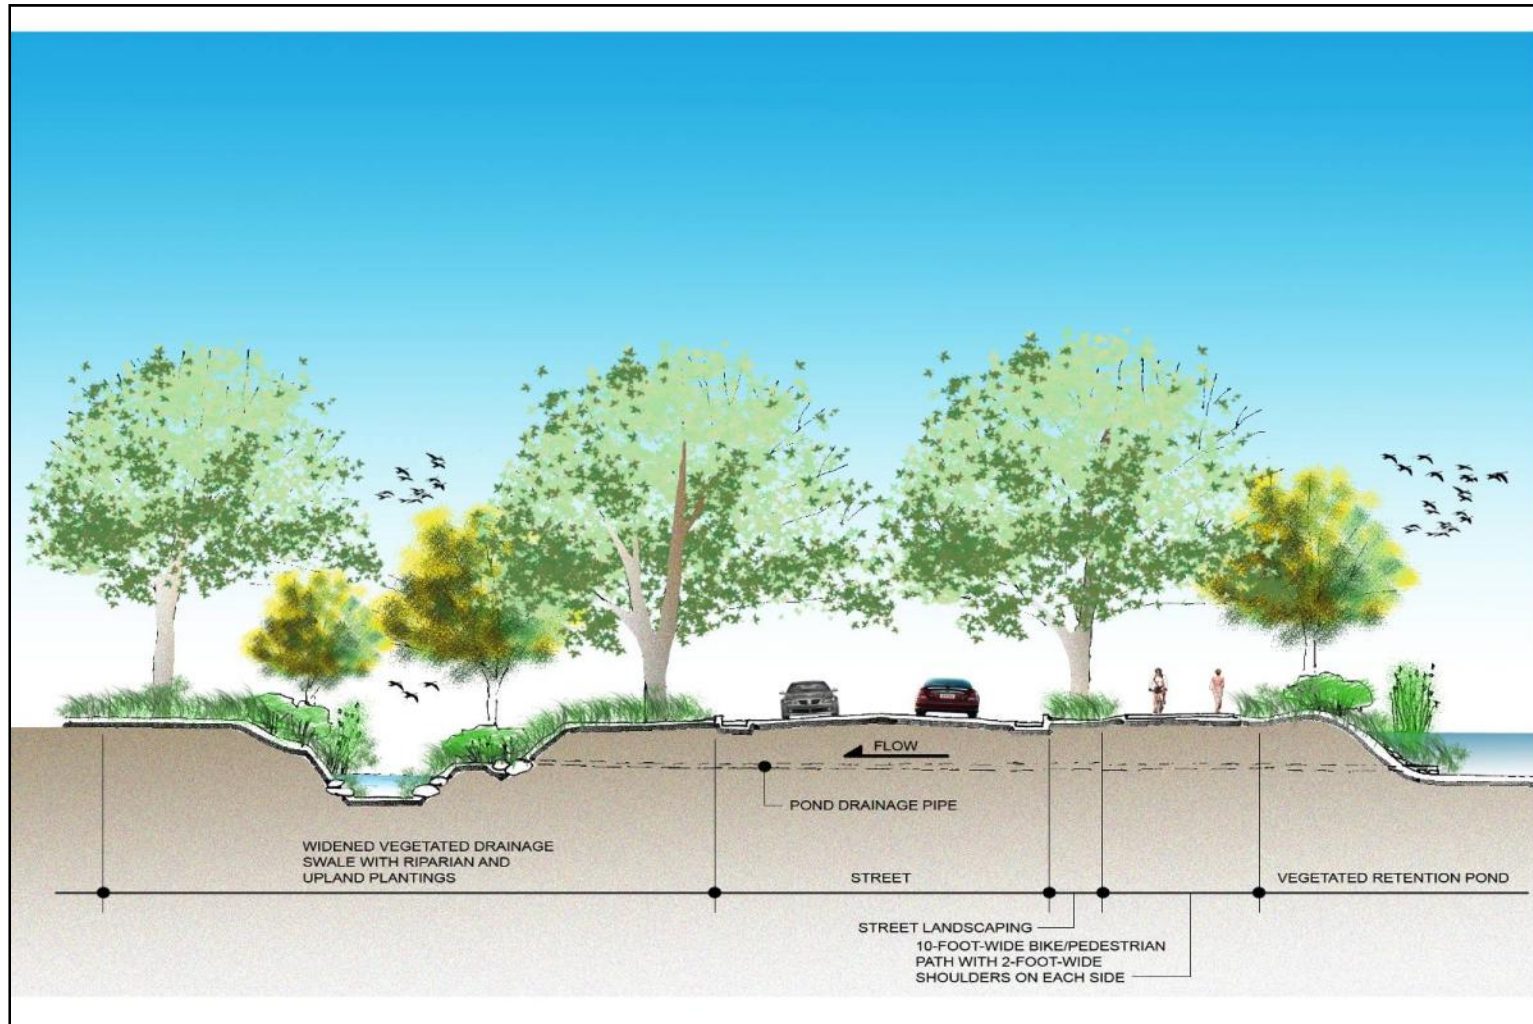 FLOW
POND DRAINAGE PIPE
WIDENED VEGETATED DRAINAGE
SWALE WITH RIPARIAN AND
UPLAND PLANTINGS
STREET
VEGETATED RETENTION POND
STREET LANDSCAPING
10-FOOT-WIDE BIKE/PEDESTRIAN
PATH WITH 2-FOOT-WIDE
SHOULDERS ON EACH SIDE